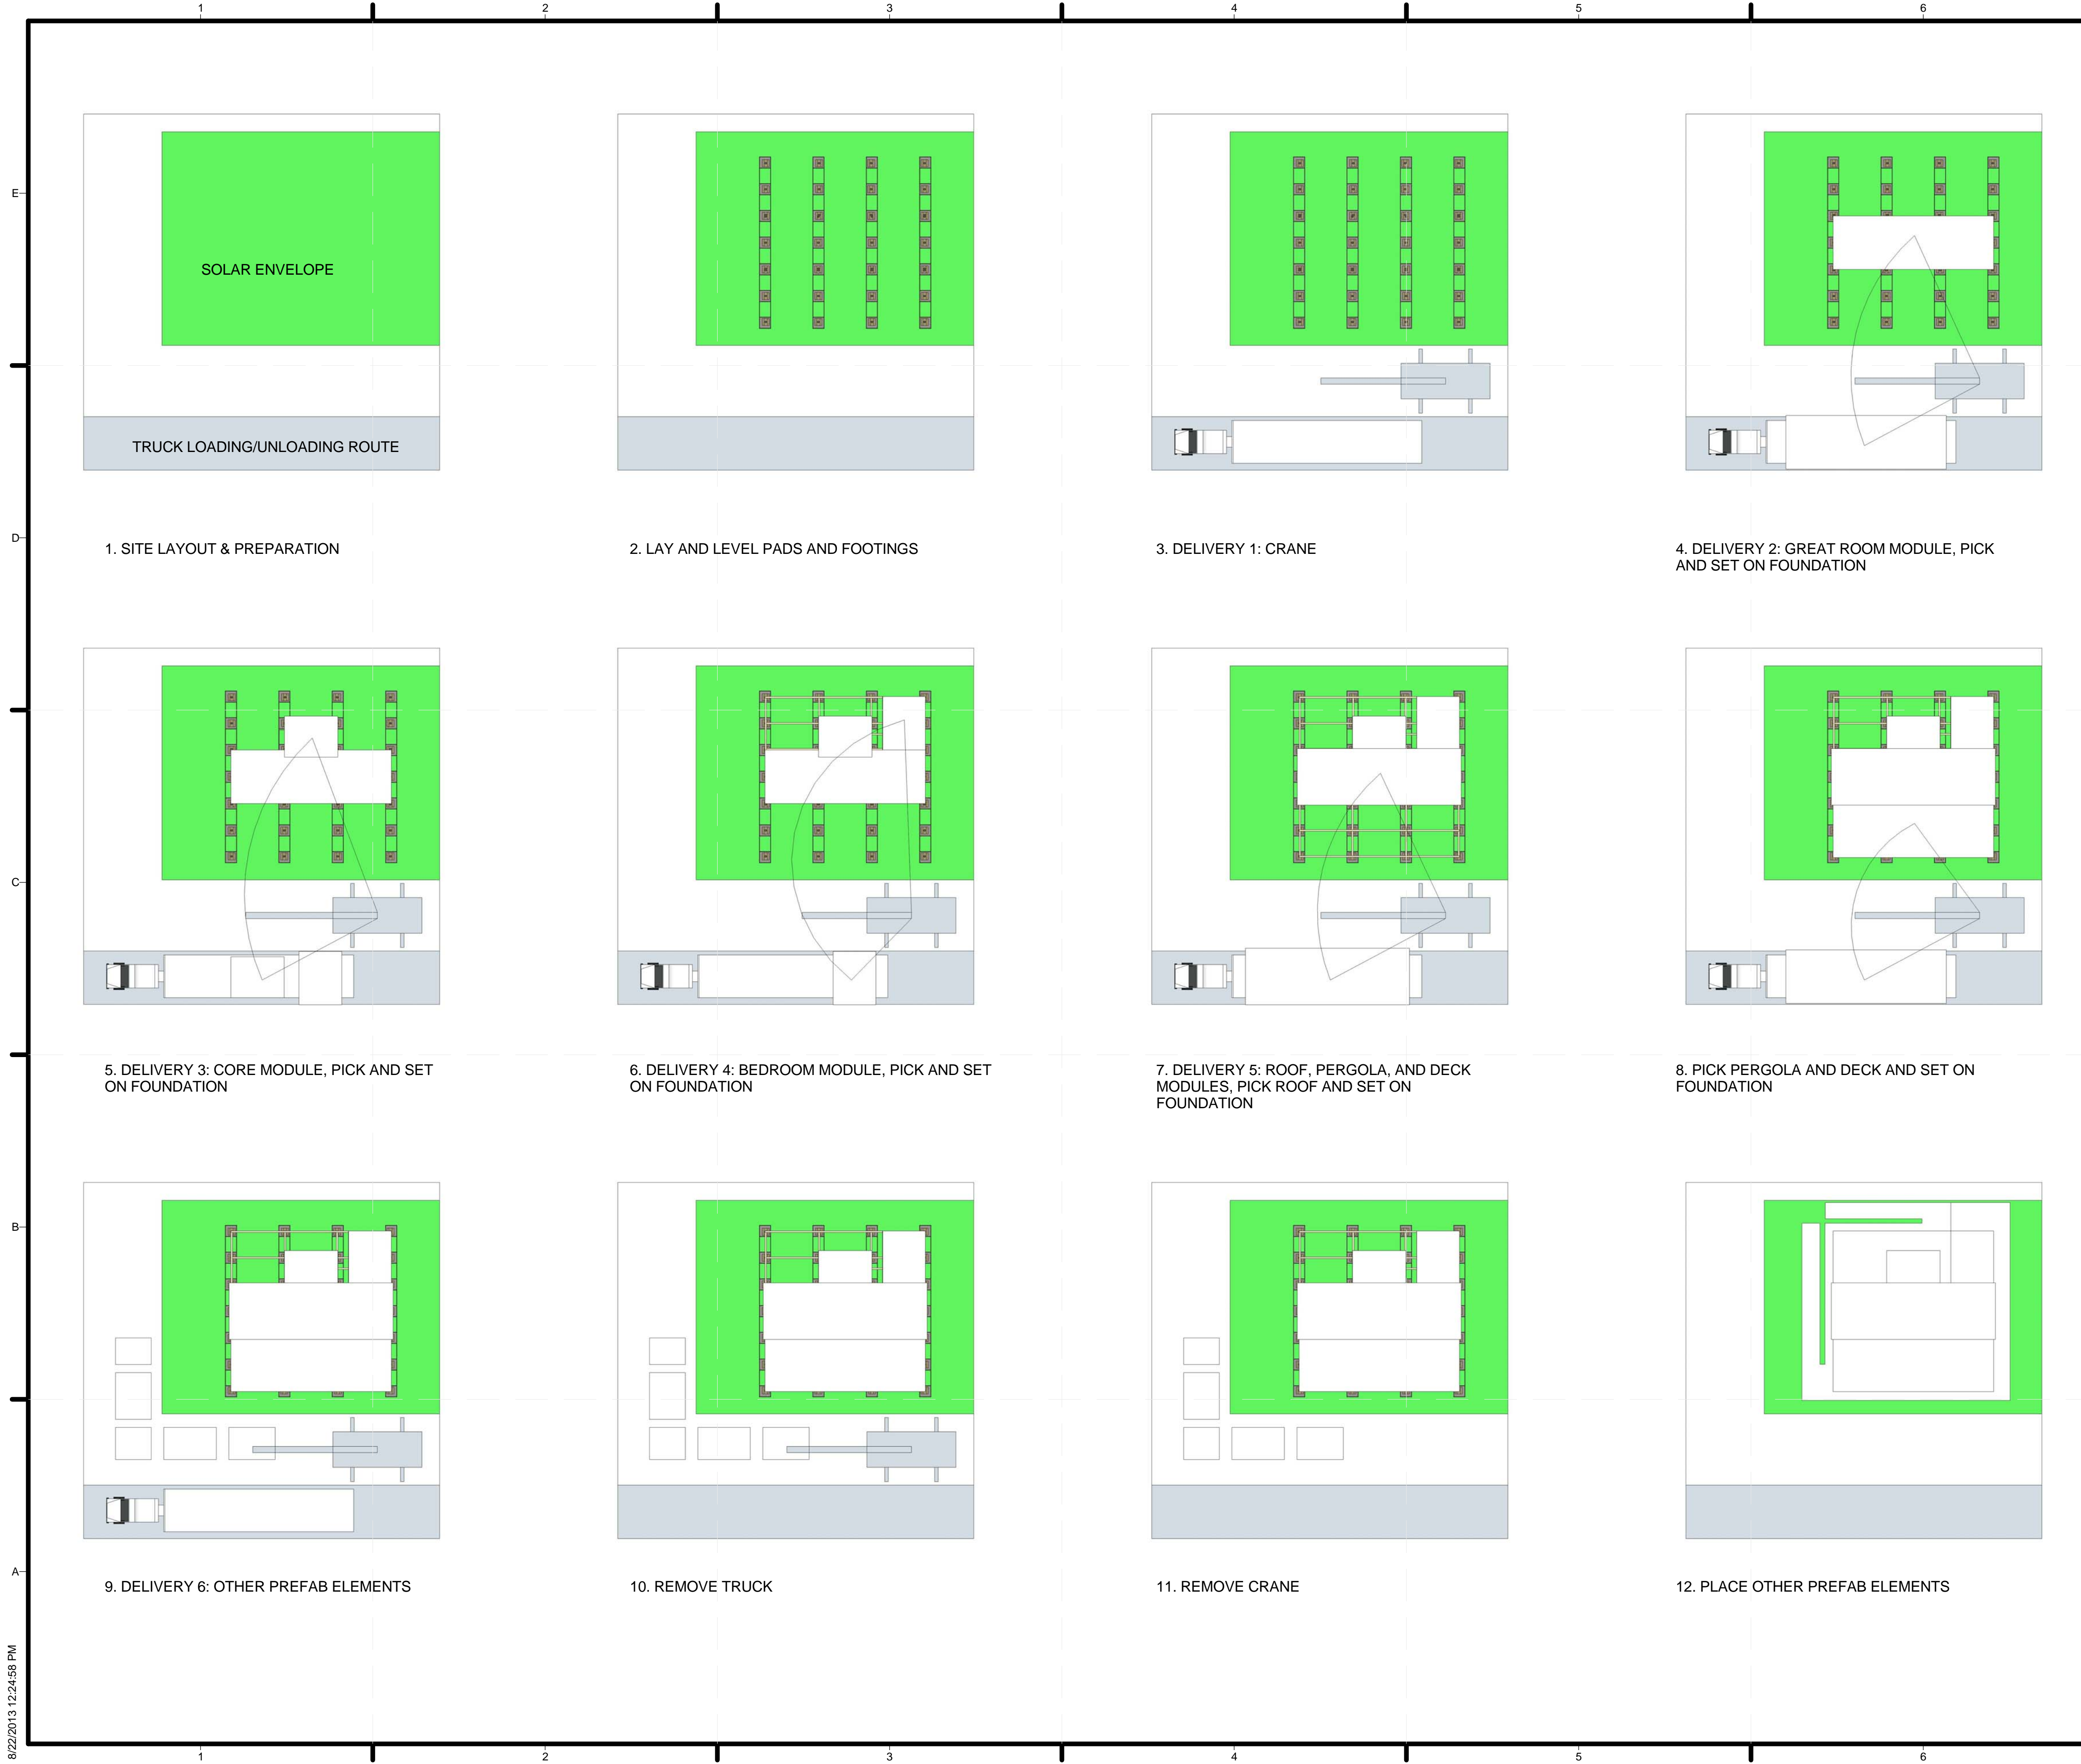 1 2 3 4 5 6
E
SOLAR ENVELOPE
TRUCK LOADING/UNLOADING ROUTE
D
1. SITE LAYOUT & PREPARATION
2. LAY AND LEVEL PADS AND FOOTINGS
3. DELIVERY 1: CRANE
4. DELIVERY 2: GREAT ROOM MODULE, PICK
AND SET ON FOUNDATION
C
5. DELIVERY 3: CORE MODULE, PICK AND SET
ON FOUNDATION
6. DELIVERY 4: BEDROOM MODULE, PICK AND SET
ON FOUNDATION
7. DELIVERY 5: ROOF, PERGOLA, AND DECK
MODULES, PICK ROOF AND SET ON
FOUNDATION
8. PICK PERGOLA AND DECK AND SET ON
FOUNDATION
B
A
9. DELIVERY 6: OTHER PREFAB ELEMENTS
10. REMOVE TRUCK
11. REMOVE CRANE
12. PLACE OTHER PREFAB ELEMENTS
8/22/2013 12:24:58 PM
1 2 3 4 5 6